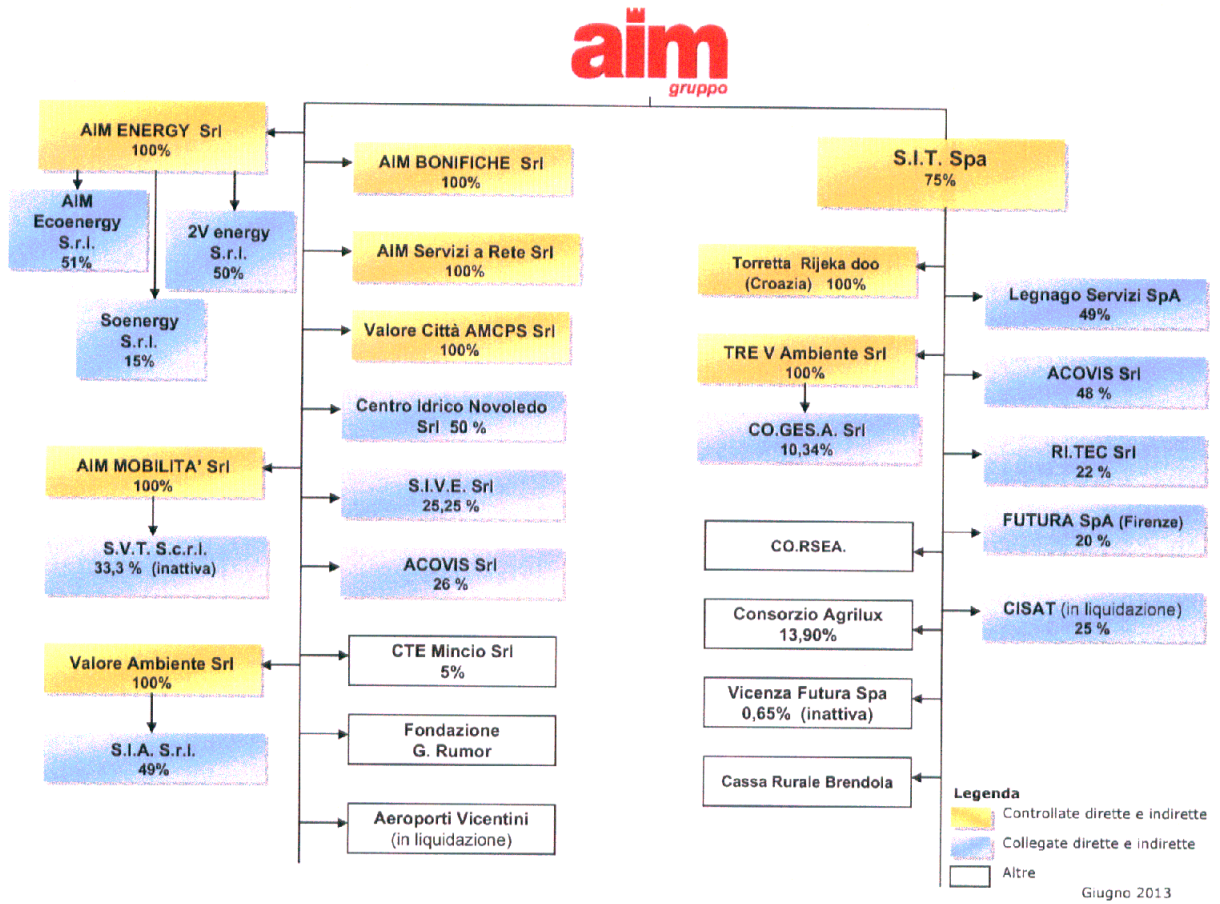 aim
gruppo
AIM ENERGY Srl
100%
AIM
Ecoenergy
S.r.l.
51%
2V energy
S.r.l.
50%
Soenergy
S.r.l.
15%
AIM MOBILITA' Srl
100%
S.V.T. S.c.r.l.
33,3 % (inattiva)
Valore Ambiente Srl
100%
S.I.A. S.r.l.
49%
AIM BONIFICHE Srl
100%
AIM Servizi a Rete Srl
100%
Valore Città AMCPS Srl
100%
Centro Idrico Novoledo
Srl 50 %
S.I.V.E. Srl
25,25 %
ACOVIS Srl
26 %
CTE Mincio Srl
5%
Fondazione
G. Rumor
Aeroporti Vicentini
(in liquidazione)
S.I.T. Spa
75%
Torretta Rijeka doo
(Croazia) 100%
TRE V Ambiente Srl
100%
CO.GES.A. Srl
10,34%
CO.RSEA.
Consorzio Agrilux
13,90%
Vicenza Futura Spa
0,65% (inattiva)
Cassa Rurale Brendola
Legnago Servizi SpA
49%
ACOVIS Srl
48 %
RI.TEC Srl
22 %
FUTURA SpA (Firenze)
20 %
CISAT (in liquidazione)
25 %
Legenda
Controllate dirette e indirette
Collegate dirette e indirette
Altre
Giugno 2013